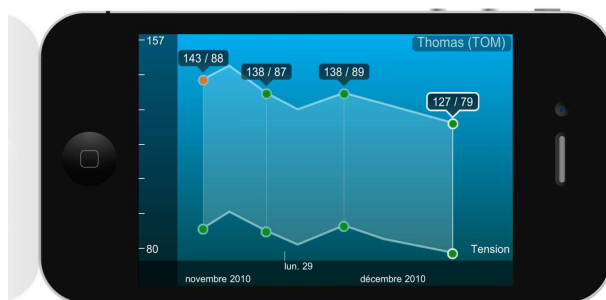 157
Thomas (TOM)
143 / 88
138 / 87
138 / 89
127 / 79
80
Tension
lun. 29
novembre 2010
décembre 2010